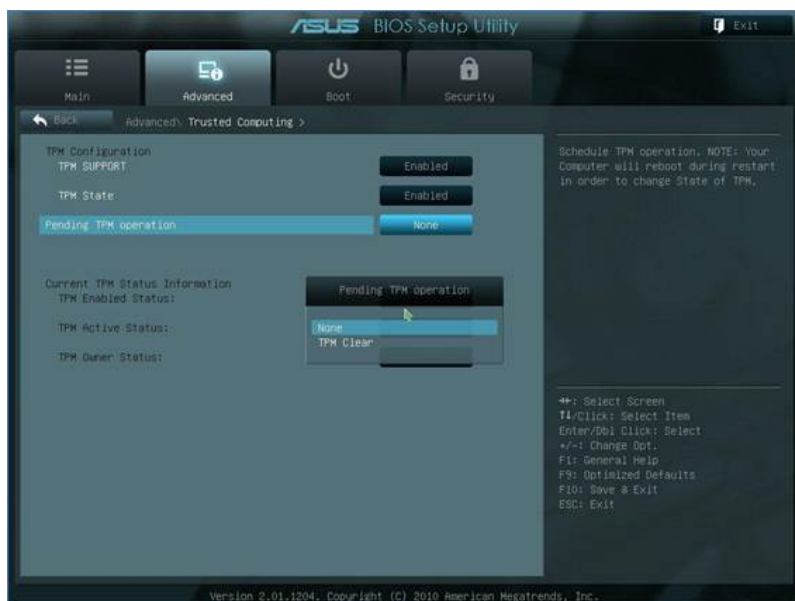 ASUS BIOS Setup Utility
Exit
Main
Advanced
Boot
Security
Back
Advanced\ Trusted Computing >
TPM Configuration
TPM SUPPORT
Enabled
TPM State
Enabled
Pending TPM operation
None
Current TPM Status Information
TPM Enabled Status:
TPM Active Status:
TPM Owner Status:
Pending TPM operation
None
TPM Clear
Schedule TPM operation. NOTE: Your
Computer will reboot during restart
in order to change State of TPM.
→←: Select Screen
↑↓/Click: Select Item
Enter/Dbl Click: Select
+/-: Change Opt.
F1: General Help
F9: Optimized Defaults
F10: Save & Exit
ESC: Exit
Version 2.01.1204. Copyright (C) 2010 American Megatrends, Inc.